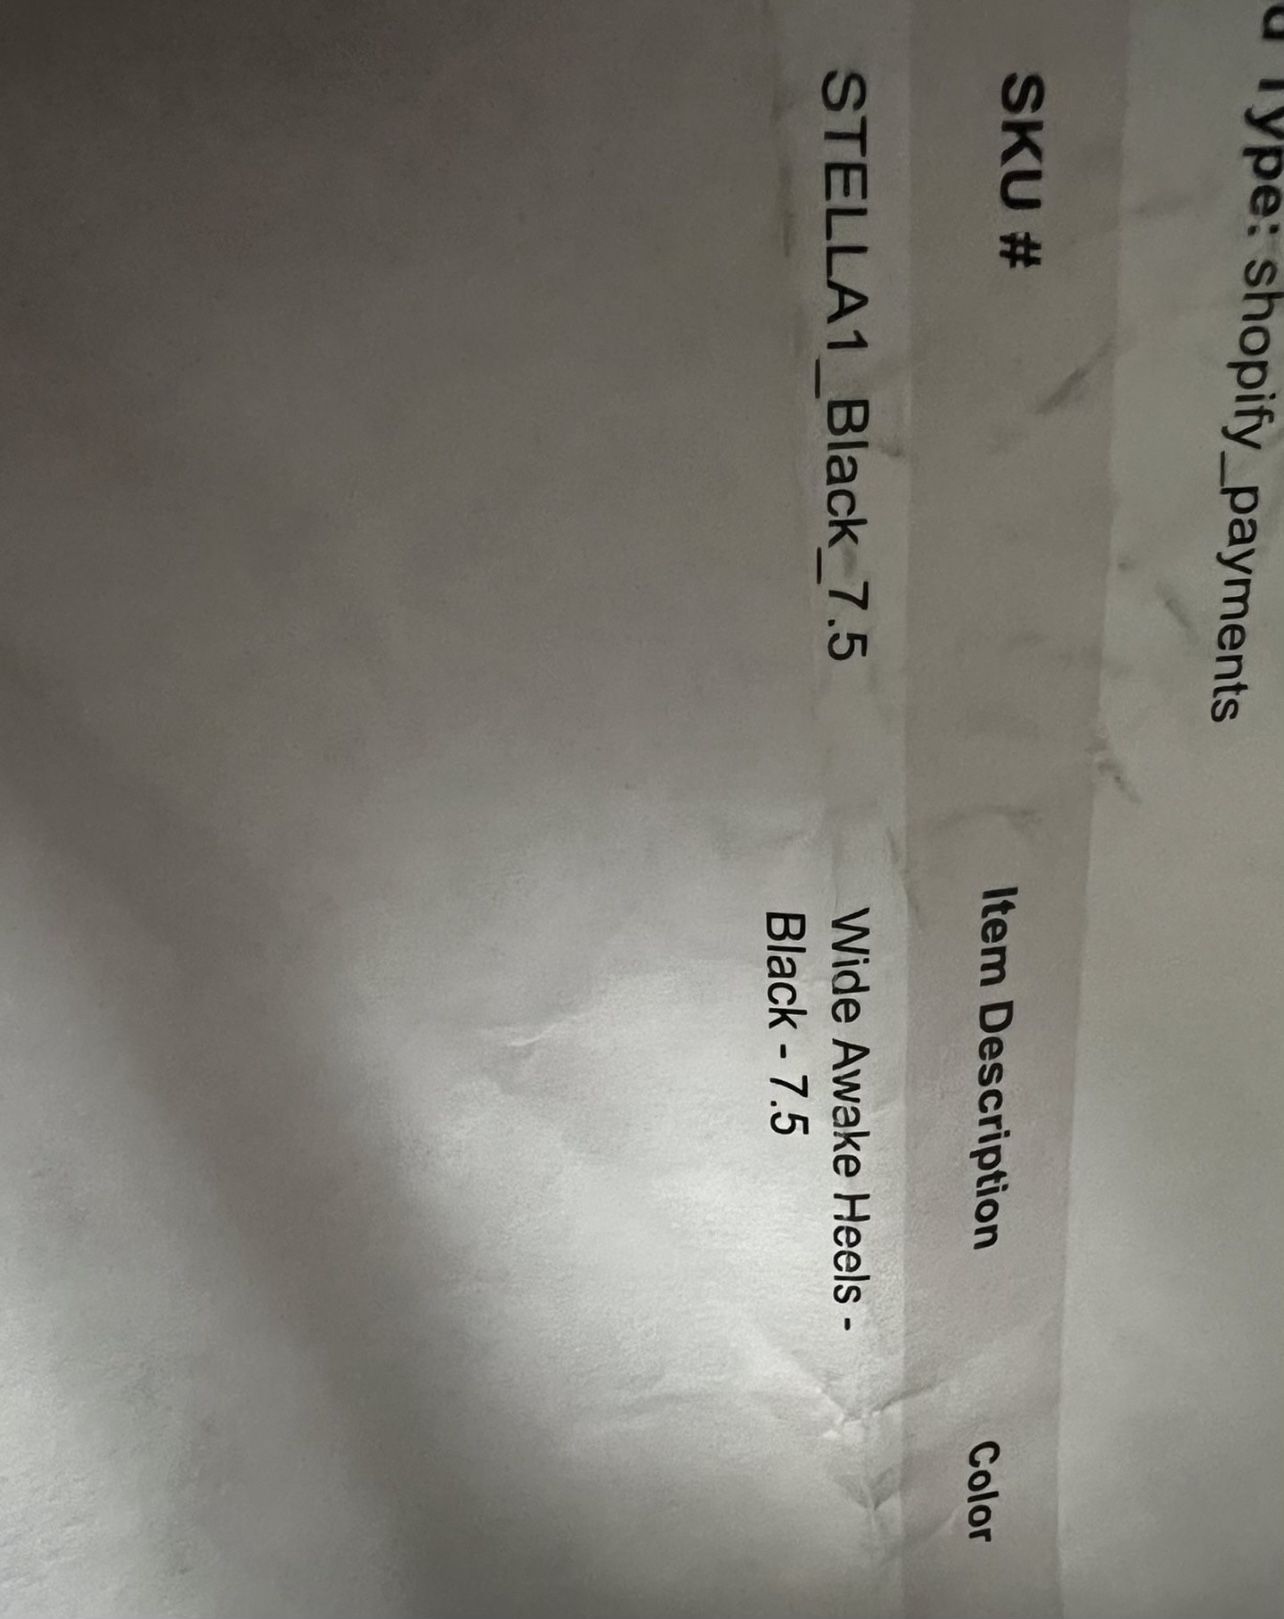 Type: shopify_payments
SKU # Item Description Color
STELLA1_Black_7.5 Wide Awake Heels -
Black - 7.5